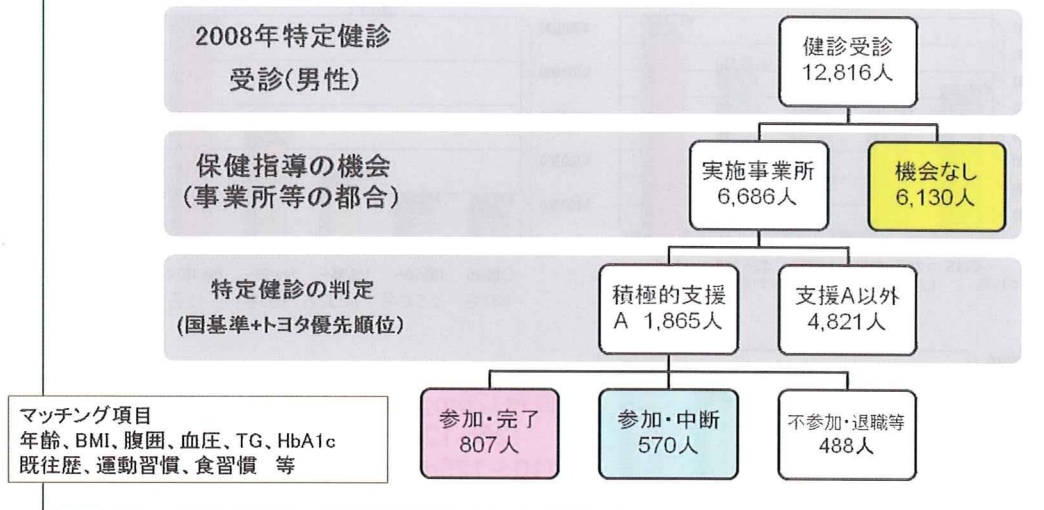 2008年特定健診
受診(男性)
健診受診
12,816人
保健指導の機会
(事業所等の都合)
実施事業所
6,686人
機会なし
6,130人
特定健診の判定
(国基準+トヨタ優先順位)
積極的支援
A 1,865人
支援A以外
4,821人
参加・完了
807人
参加・中断
570人
不参加・退職等
488人
マッチング項目
年齢、BMI、腹囲、血圧、TG、HbA1c
既往歴、運動習慣、食習慣 等